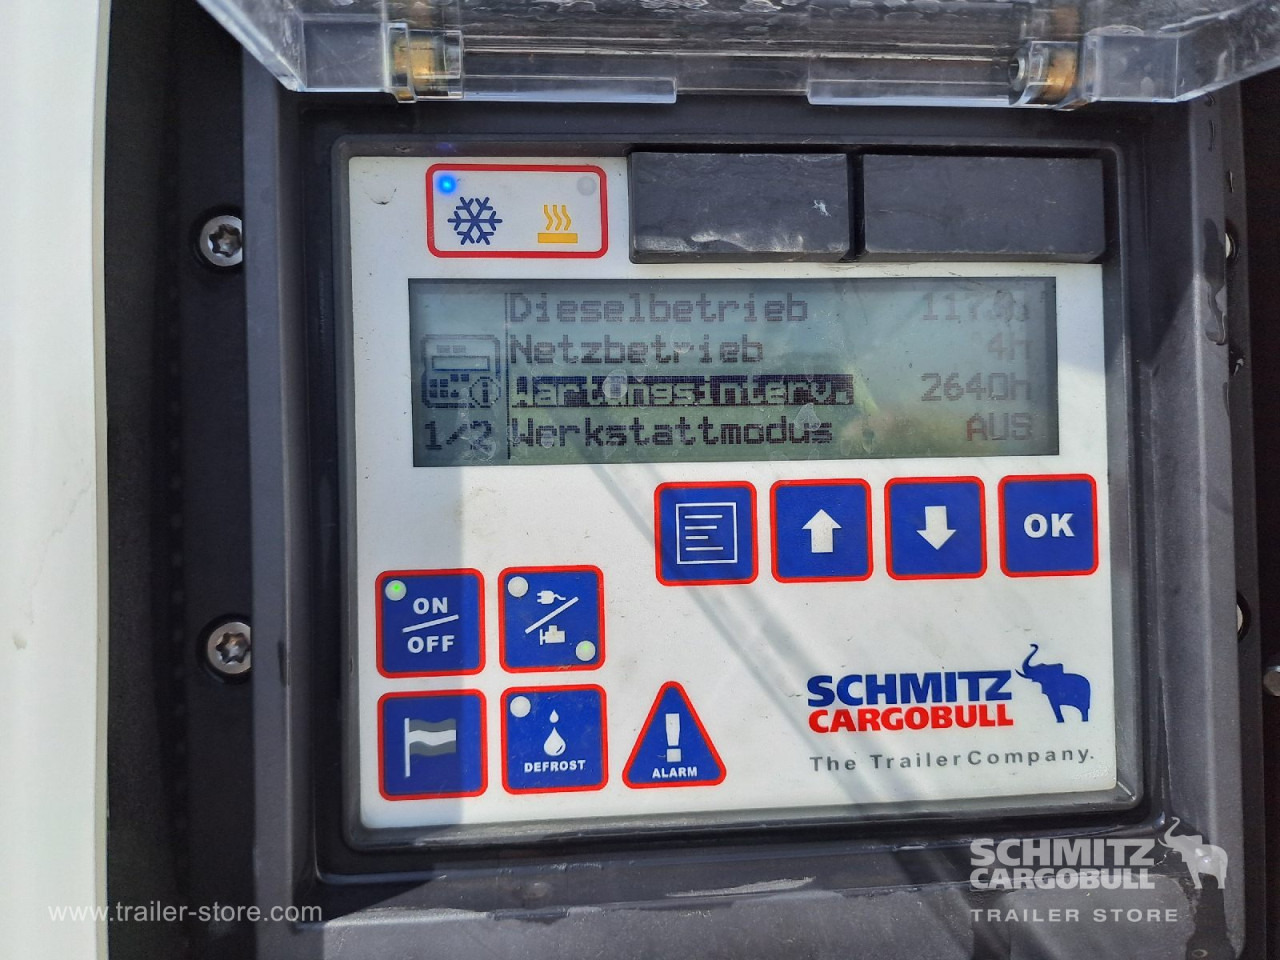 Dieselbetrieb
Netzbetrieb 4h
Wartungsinterv. 2640h
1/2 Werkstattmodus AUS
OK
ON
OFF
DEFROST
ALARM
SCHMITZ
CARGOBULL
The TrailerCompany.
SCHMITZ
CARGOBULL
TRAILER STORE
www.trailer-store.com